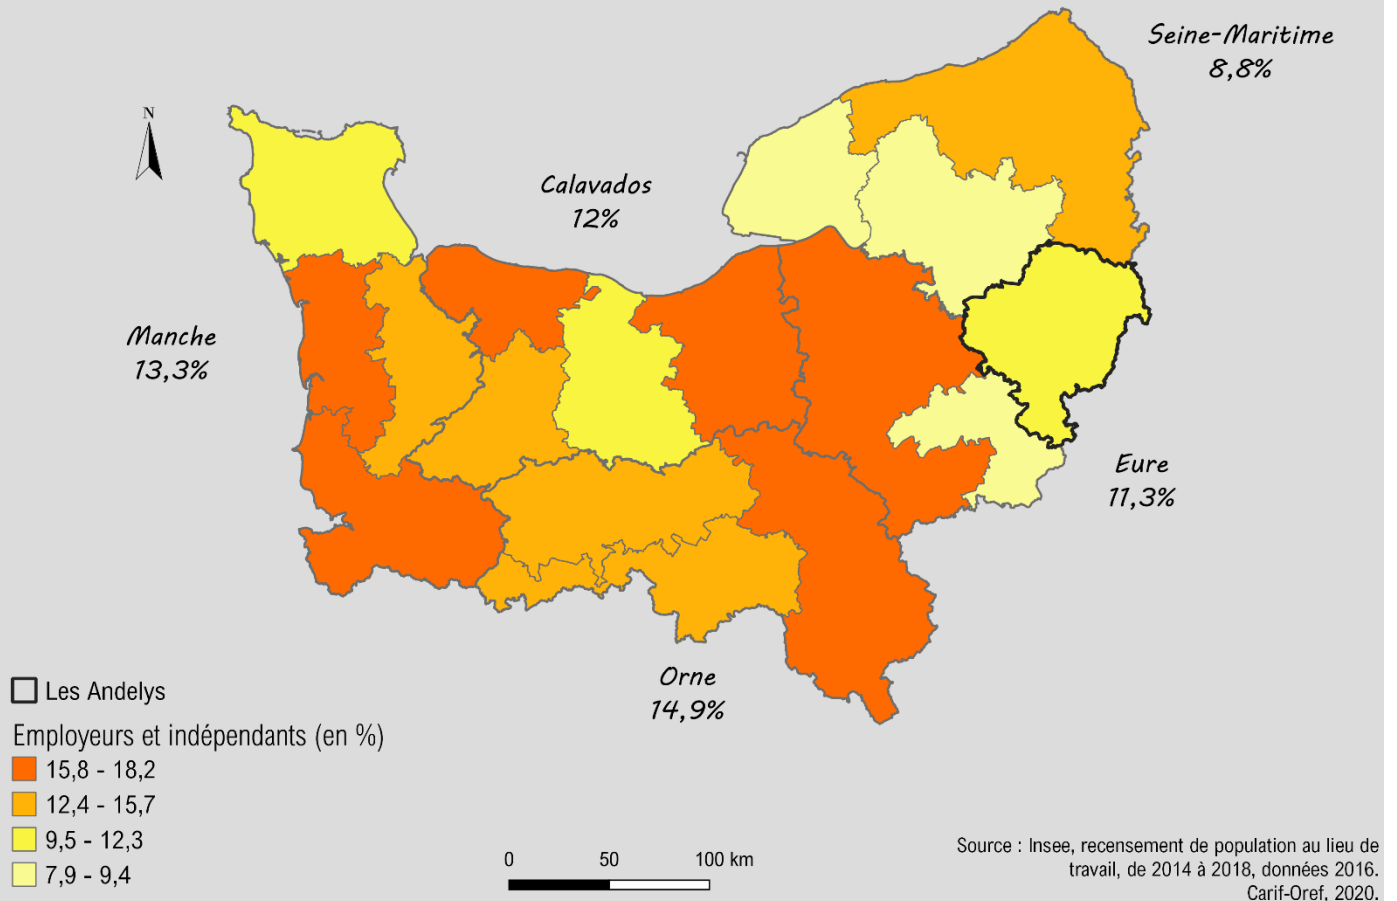 Seine-Maritime
8,8%
N
Calavados
12%
Manche
13,3%
Eure
11,3%
Orne
14,9%
Les Andelys
Employeurs et indépendants (en %)
15,8 - 18,2
12,4 - 15,7
9,5 - 12,3
7,9 - 9,4
0 50 100 km
Source : Insee, recensement de population au lieu de
travail, de 2014 à 2018, données 2016.
Carif-Oref, 2020.